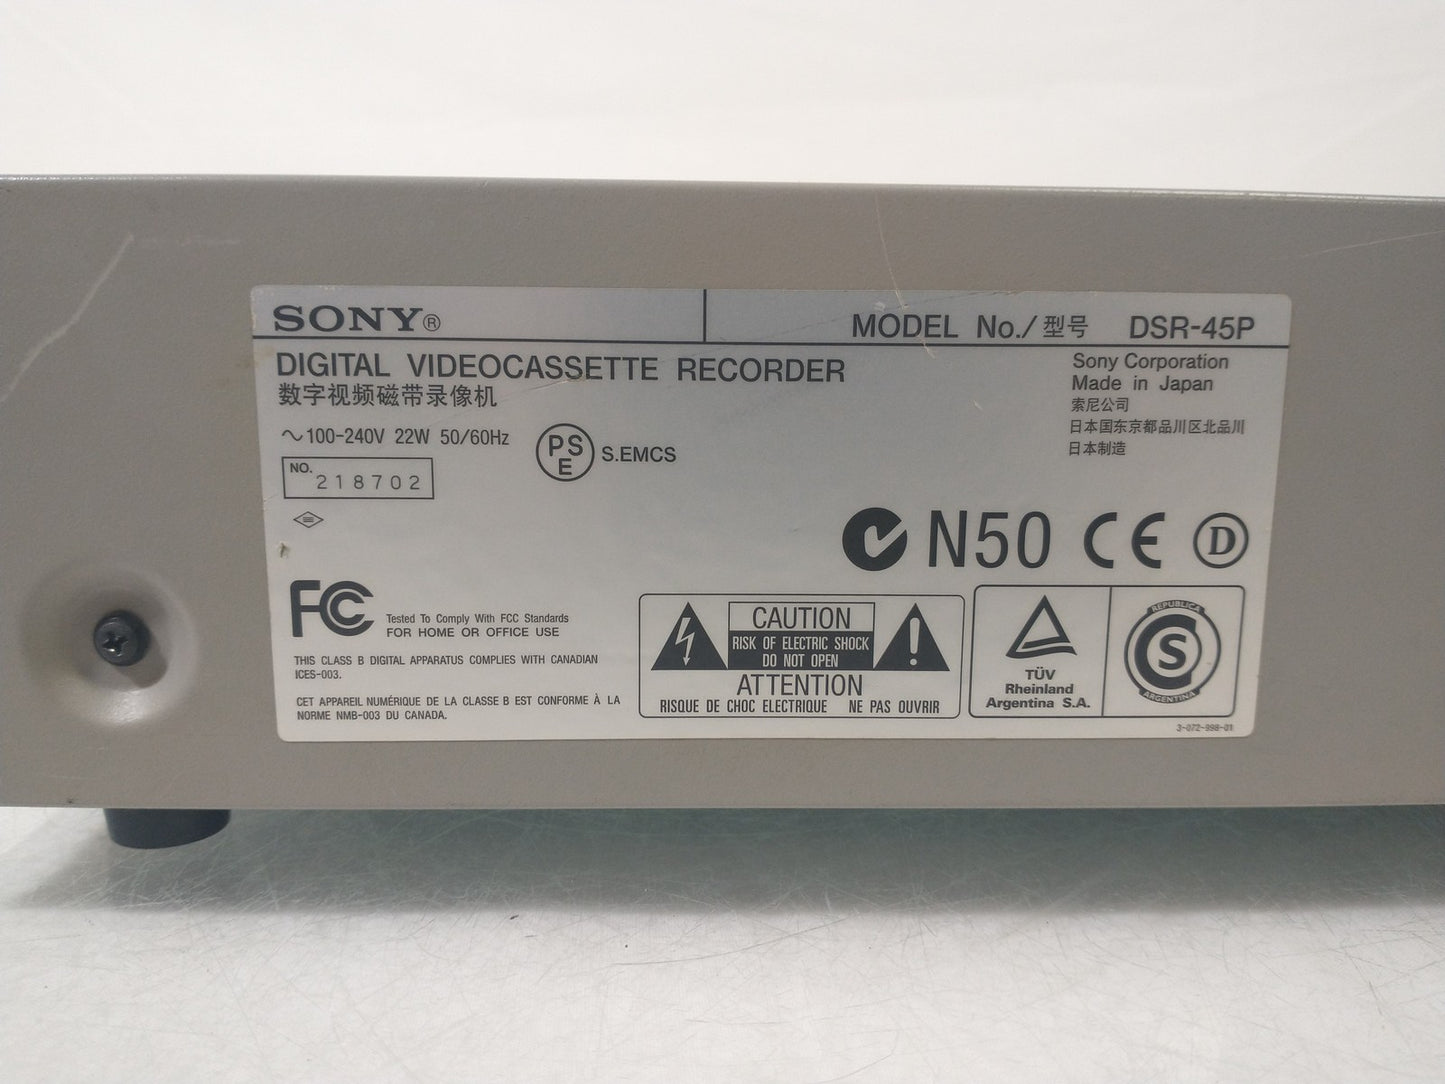 SONY®
MODEL No./型号 DSR-45P
DIGITAL VIDEOCASSETTE RECORDER
数字视频磁带录像机
Sony Corporation
Made in Japan
索尼公司
日本国东京都品川区北品川
日本制造
～100-240V 22W 50/60Hz
PS
E
S.EMCS
NO. 218702
N50 CE D
FC
Tested To Comply With FCC Standards
FOR HOME OR OFFICE USE
THIS CLASS B DIGITAL APPARATUS COMPLIES WITH CANADIAN
ICES-003.
CET APPAREIL NUMÉRIQUE DE LA CLASSE B EST CONFORME À LA
NORME NMB-003 DU CANADA.
CAUTION
RISK OF ELECTRIC SHOCK
DO NOT OPEN
ATTENTION
RISQUE DE CHOC ELECTRIQUE NE PAS OUVRIR
TÜV
Rheinland
Argentina S.A.
REPUBLICA
S
ARGENTINA
3-072-998-01